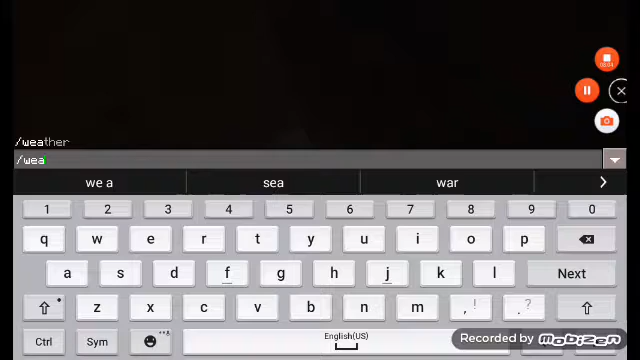 /weather
/wea
we a sea war >
1 2 3 4 5 6 7 8 9 0
q w e r t y u i o p
a s d f g h j k l Next
z x c v b n m , ! . ?
Ctrl Sym English(US)
Recorded by Mobizen